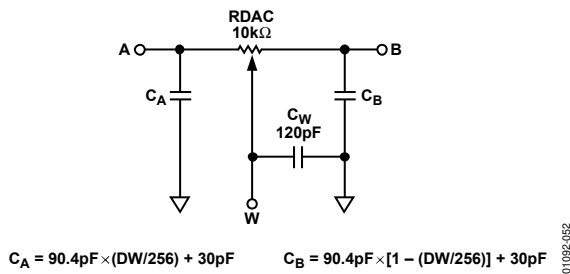 RDAC
10kΩ
A
B
C_A
C_B
C_W
120pF
W
C_A = 90.4pF×(DW/256) + 30pF
C_B = 90.4pF×[1 – (DW/256)] + 30pF
01092-052